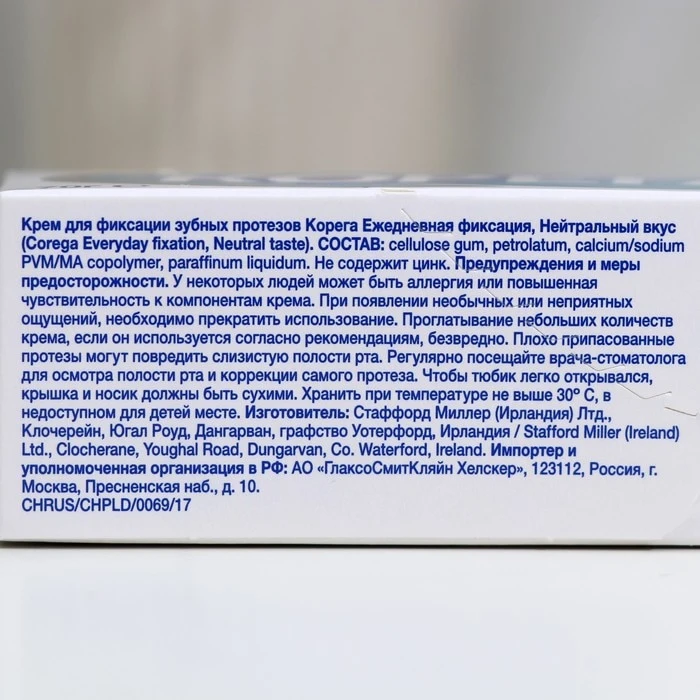 Крем для фиксации зубных протезов Корега Ежедневная фиксация, Нейтральный вкус
(Corega Everyday fixation, Neutral taste). СОСТАВ: cellulose gum, petrolatum, calcium/sodium
PVM/MA copolymer, paraffinum liquidum. Не содержит цинк. Предупреждения и меры
предосторожности. У некоторых людей может быть аллергия или повышенная
чувствительность к компонентам крема. При появлении необычных или неприятных
ощущений, необходимо прекратить использование. Проглатывание небольших количеств
крема, если он используется согласно рекомендациям, безвредно. Плохо припасованные
протезы могут повредить слизистую полости рта. Регулярно посещайте врача-стоматолога
для осмотра полости рта и коррекции самого протеза. Чтобы тюбик легко открывался,
крышка и носик должны быть сухими. Хранить при температуре не выше 30° С, в
недоступном для детей месте. Изготовитель: Стаффорд Миллер (Ирландия) Лтд.,
Клочерейн, Югал Роуд, Дангарван, графство Уотерфорд, Ирландия / Stafford Miller (Ireland)
Ltd., Clocherane, Youghal Road, Dungarvan, Co. Waterford, Ireland. Импортер и
уполномоченная организация в РФ: АО «ГлаксоСмитКляйн Хелскер», 123112, Россия, г.
Москва, Пресненская наб., д. 10.
CHRUS/CHPLD/0069/17